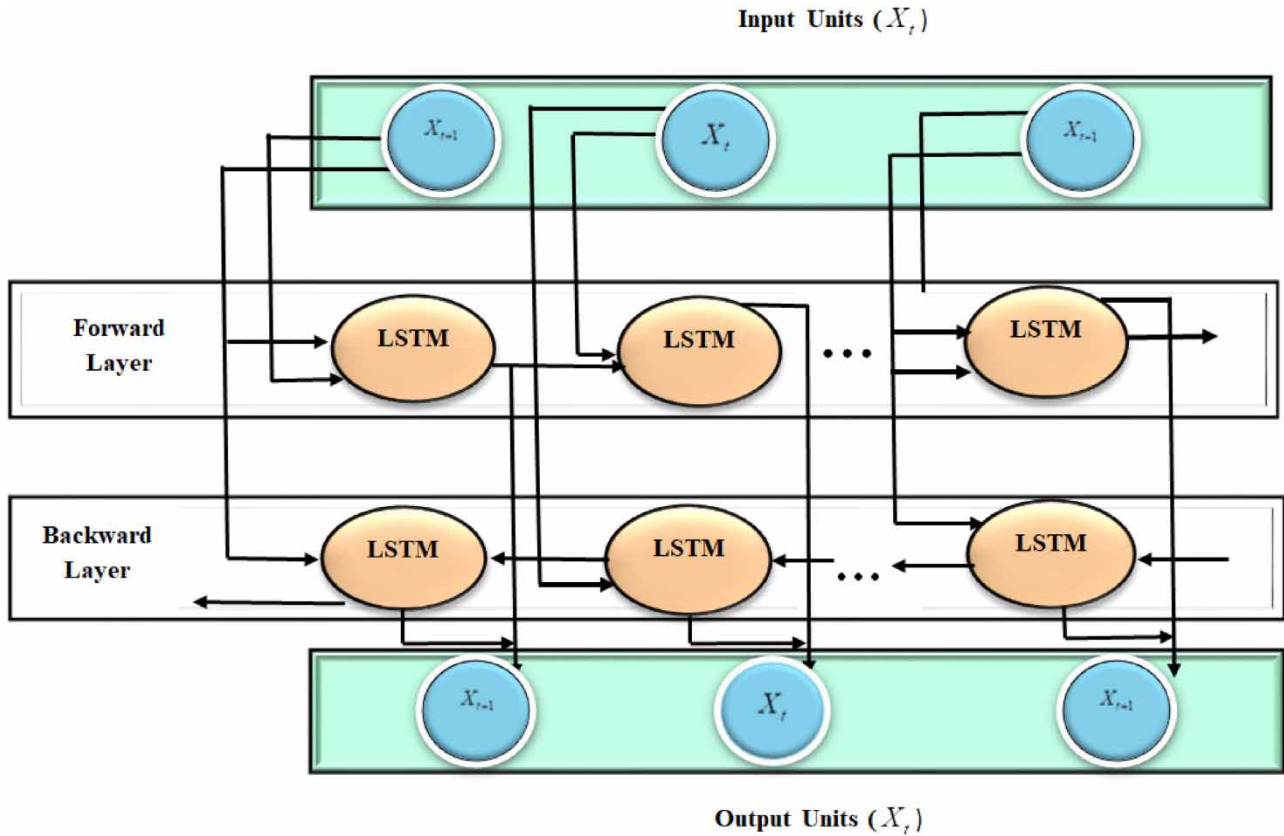 Input Units (X_t)
X_{t-1}
X_t
X_{t-1}
Forward
Layer
LSTM
LSTM
...
LSTM
Backward
Layer
LSTM
LSTM
...
LSTM
X_{t-1}
X_t
X_{t-1}
Output Units (X_t)